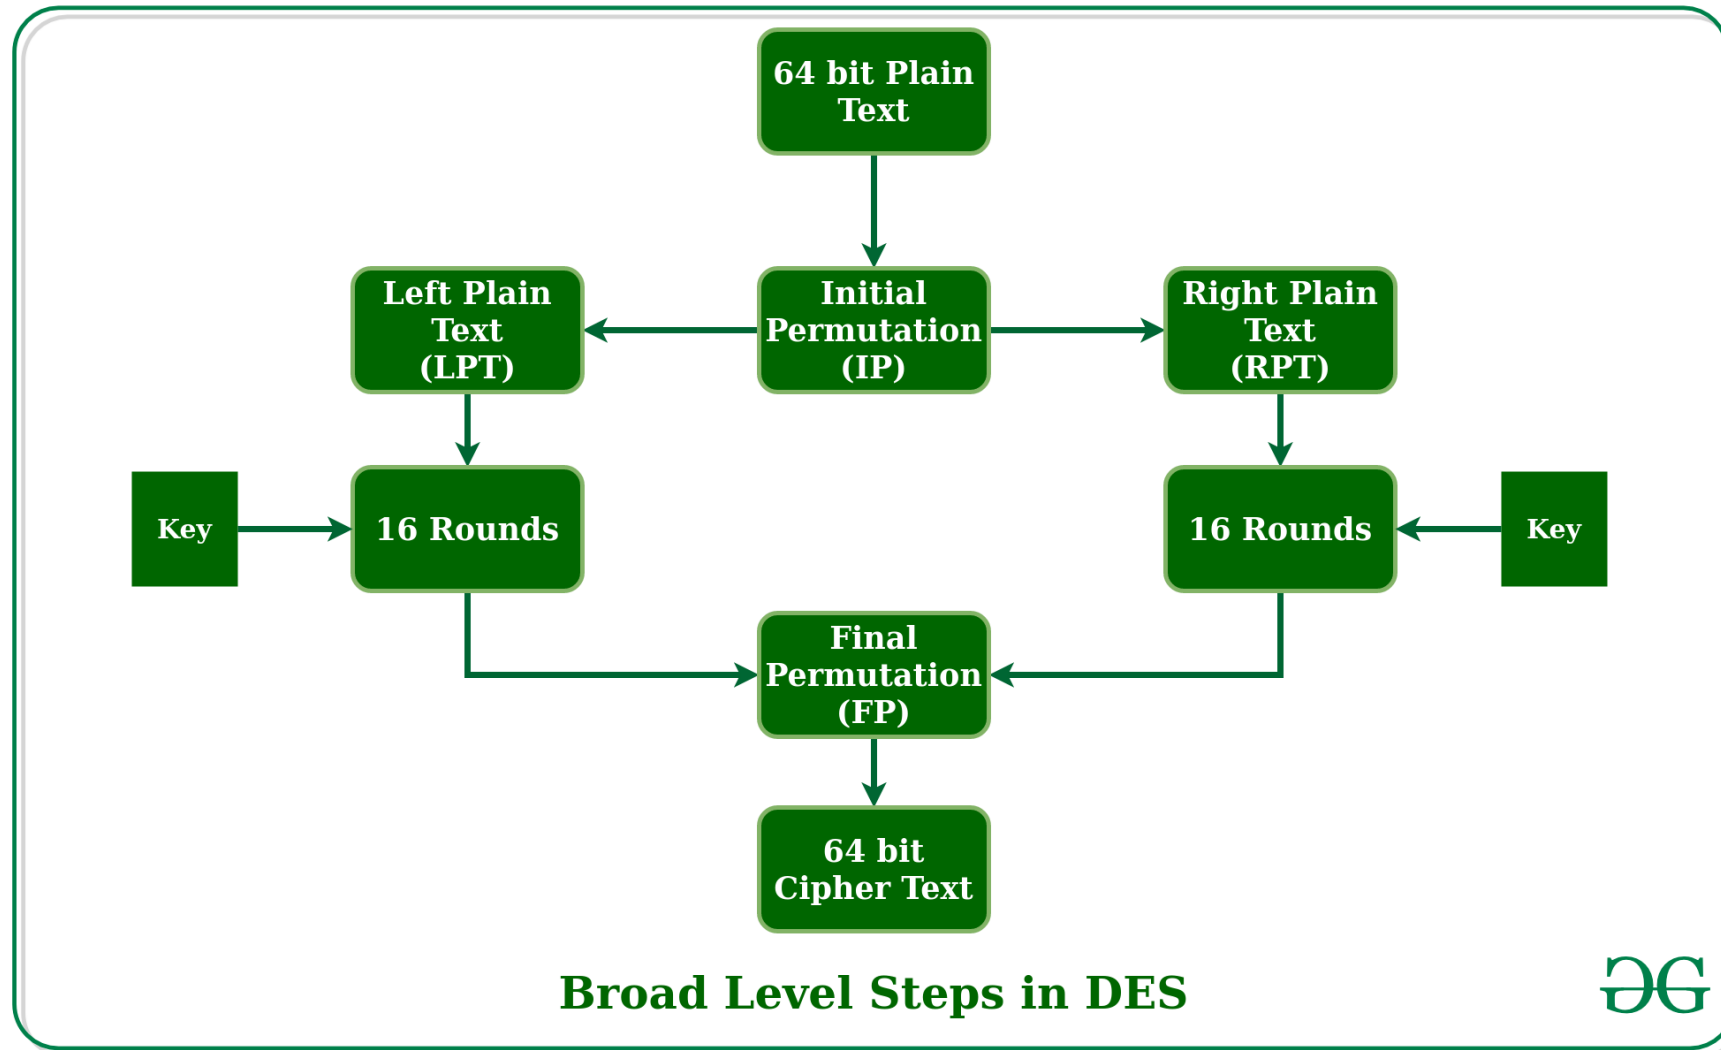 64 bit Plain
Text
Left Plain
Text
(LPT)
Initial
Permutation
(IP)
Right Plain
Text
(RPT)
Key
16 Rounds
16 Rounds
Key
Final
Permutation
(FP)
64 bit
Cipher Text
Broad Level Steps in DES